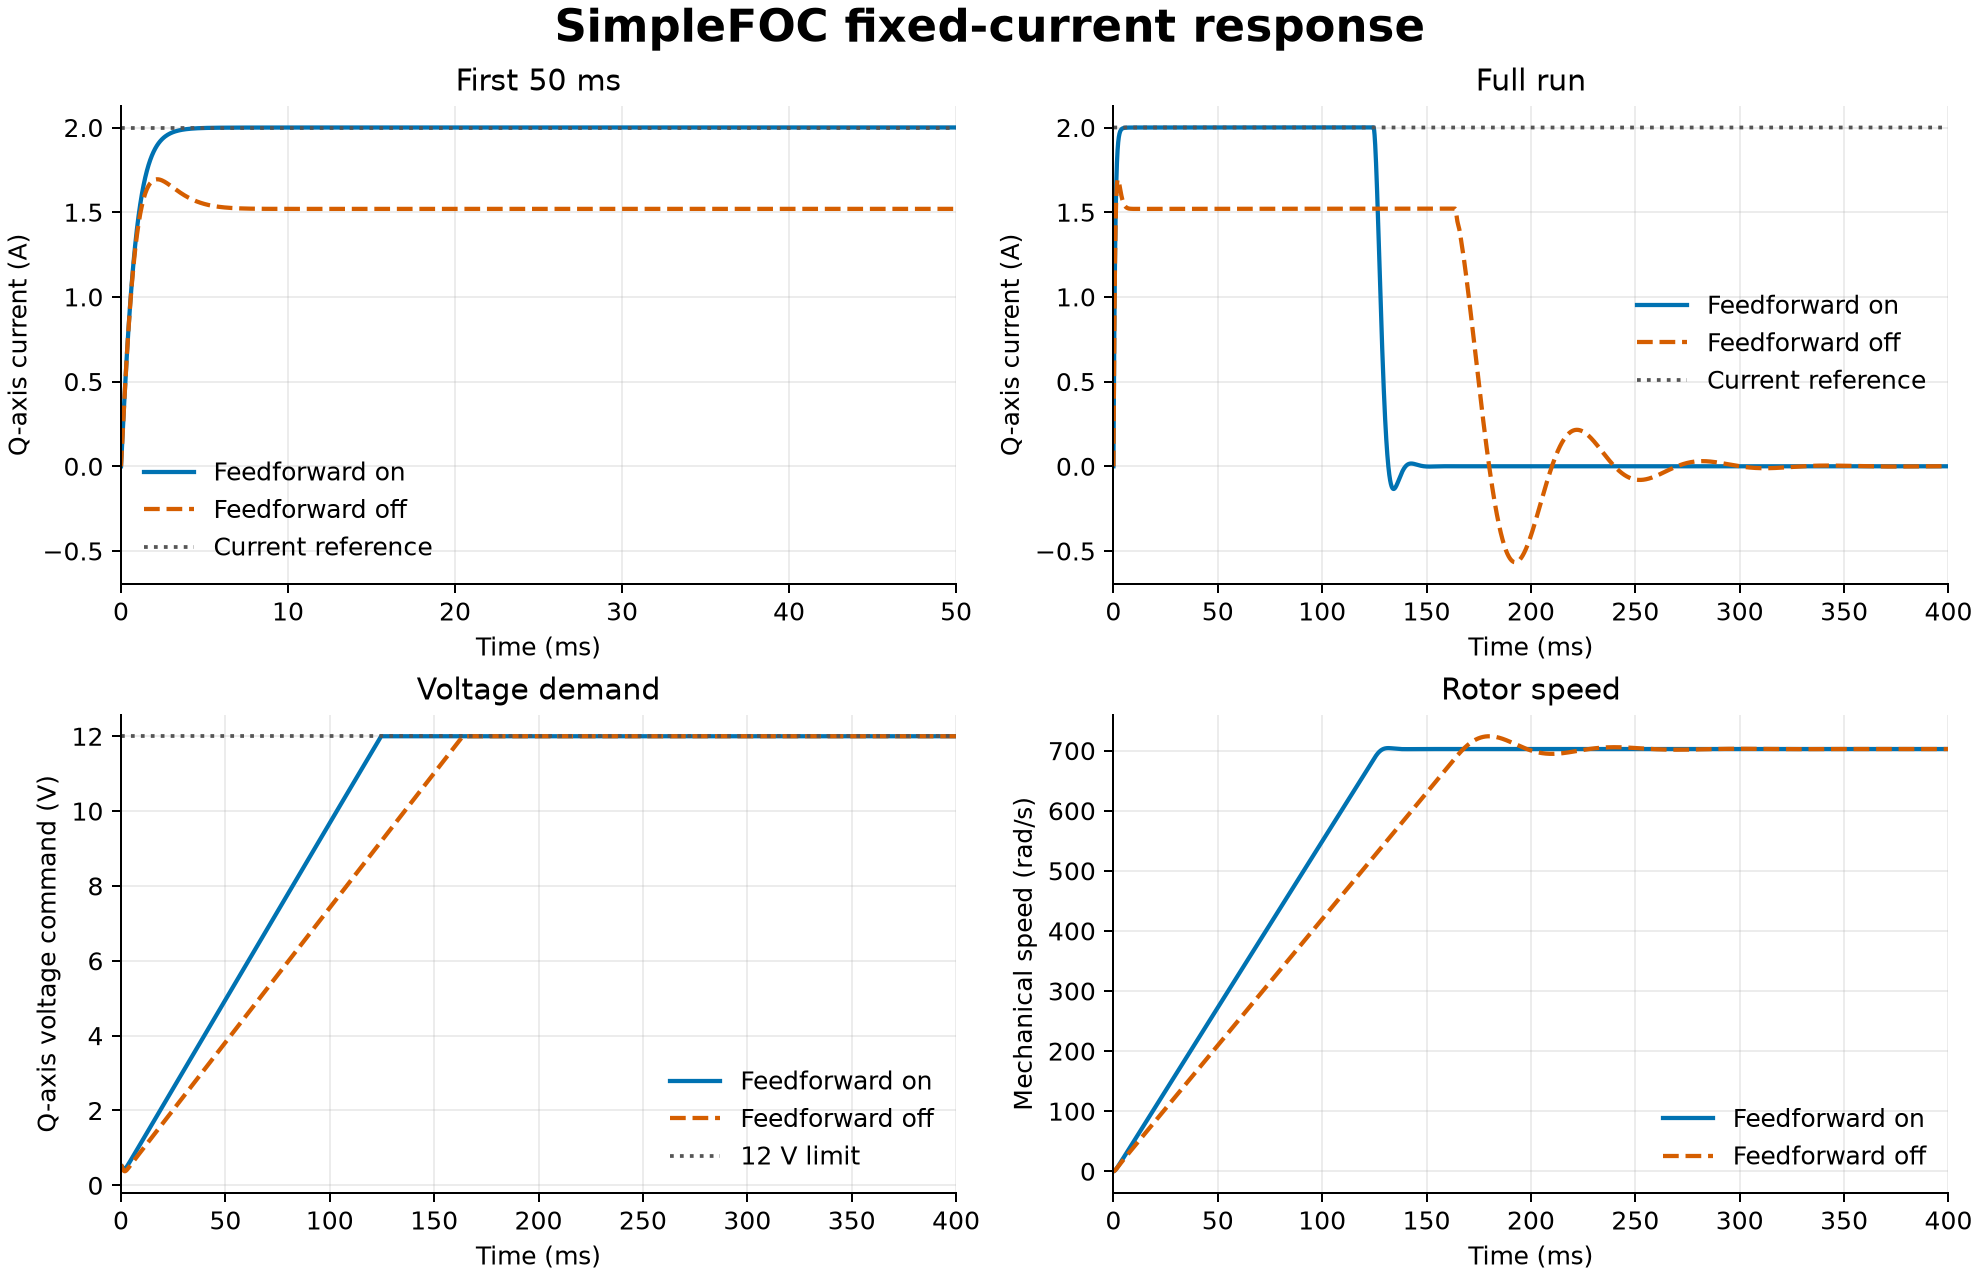 SimpleFOC fixed-current response
First 50 ms
Q-axis current (A)
2.0
1.5
1.0
0.5
0.0
−0.5
Feedforward on
Feedforward off
Current reference
0 10 20 30 40 50
Time (ms)
Full run
Q-axis current (A)
2.0
1.5
1.0
0.5
0.0
−0.5
Feedforward on
Feedforward off
Current reference
0 50 100 150 200 250 300 350 400
Time (ms)
Voltage demand
Q-axis voltage command (V)
12
10
8
6
4
2
0
Feedforward on
Feedforward off
12 V limit
0 50 100 150 200 250 300 350 400
Time (ms)
Rotor speed
Mechanical speed (rad/s)
700
600
500
400
300
200
100
0
Feedforward on
Feedforward off
0 50 100 150 200 250 300 350 400
Time (ms)